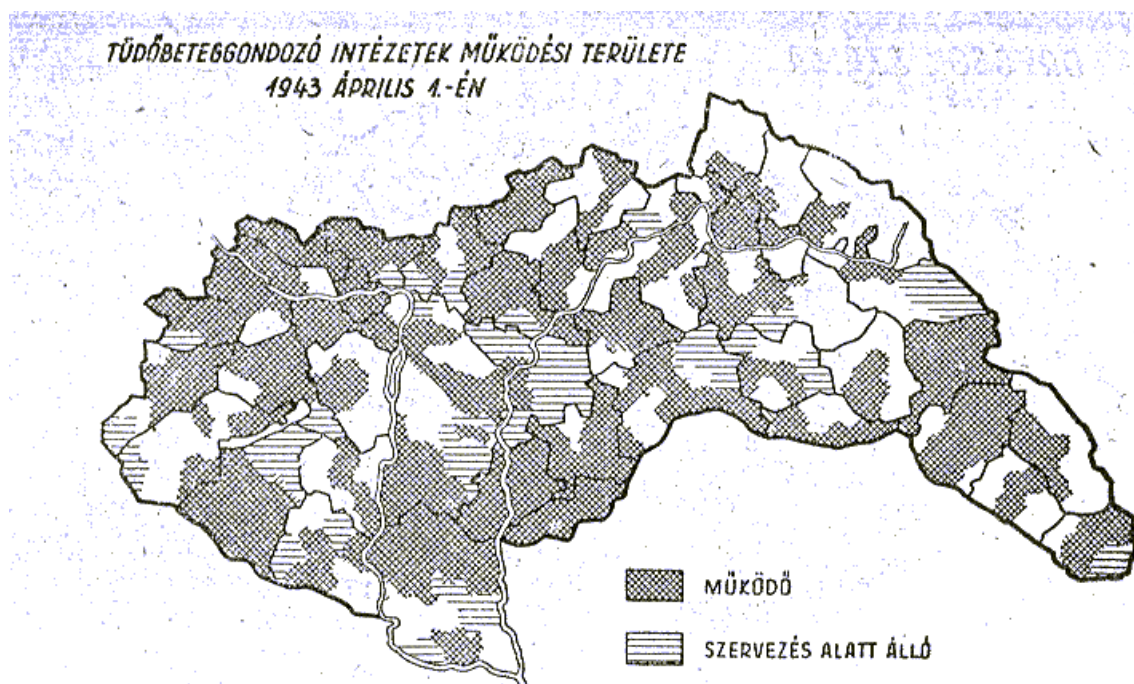 TÜDŐBETEGGONDOZÓ INTÉZETEK MŰKÖDÉSI TERÜLETE
1943 ÁPRILIS 1.-ÉN
MŰKÖDŐ
SZERVEZÉS ALATT ÁLLÓ